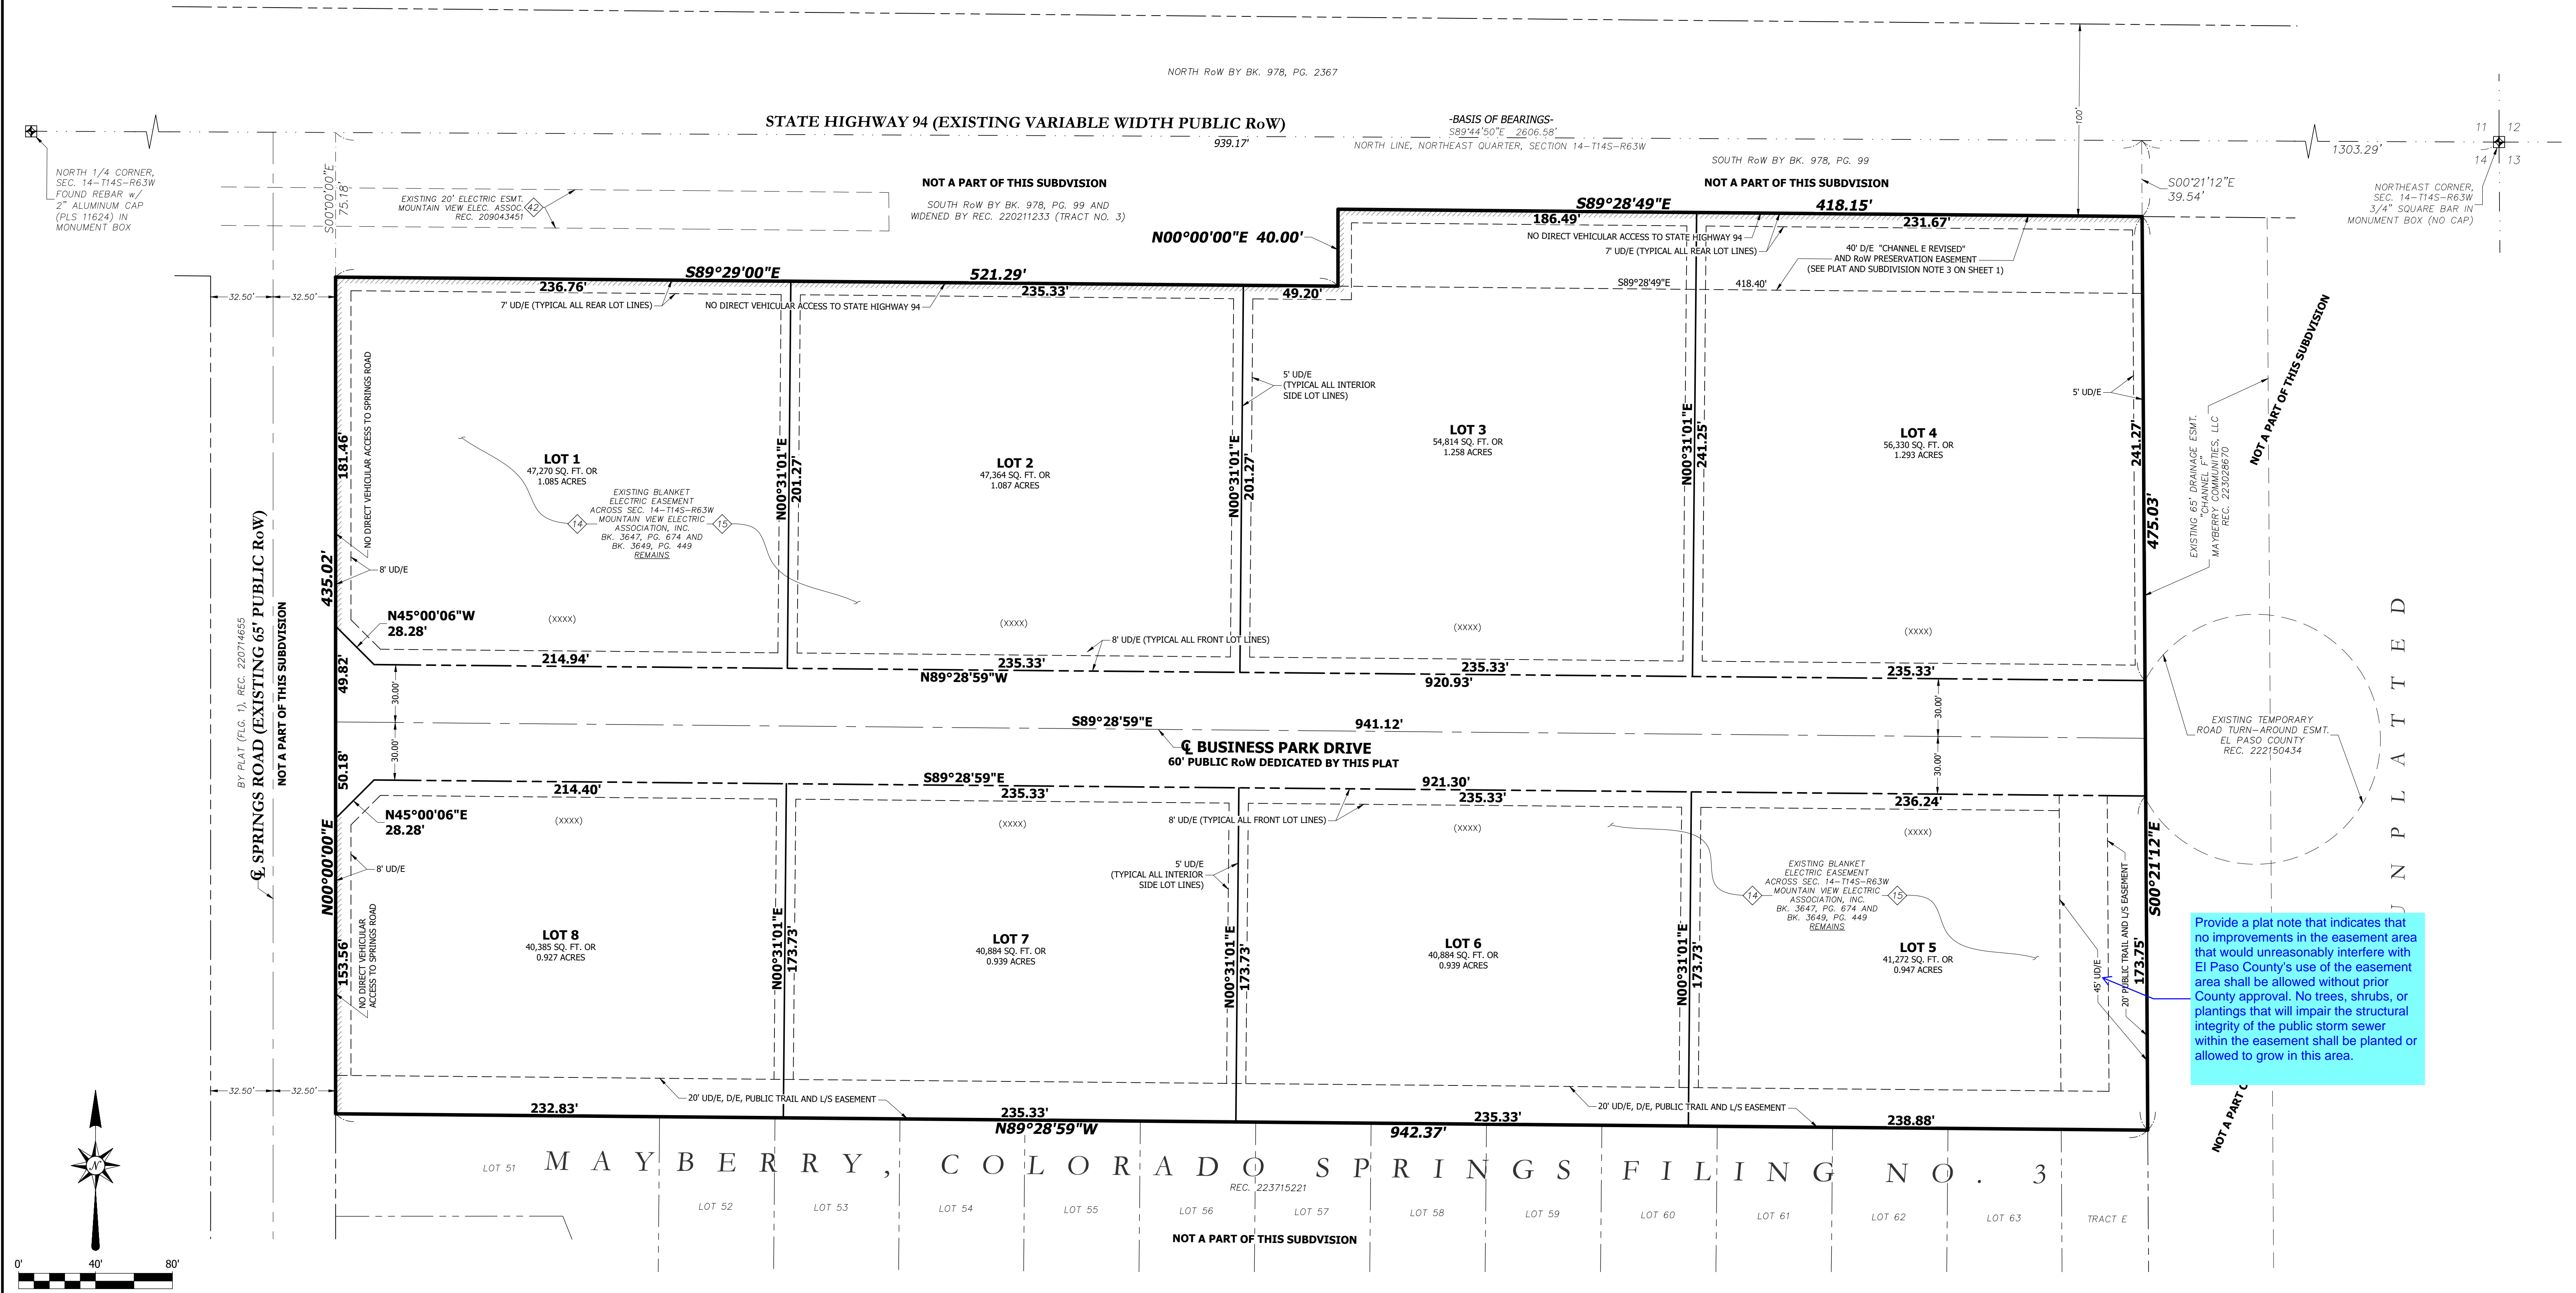 NORTH RoW BY BK. 978, PG. 2367
STATE HIGHWAY 94 (EXISTING VARIABLE WIDTH PUBLIC RoW)
939.17'
-BASIS OF BEARINGS-
S89°44'50"E 2606.58'
NORTH LINE, NORTHEAST QUARTER, SECTION 14-T14S-R63W
100'
1303.29'
11 12
14 13
NORTH 1/4 CORNER,
SEC. 14-T14S-R63W
FOUND REBAR w/
2" ALUMINUM CAP
(PLS 11624) IN
MONUMENT BOX
S00°00'00"E
75.18'
EXISTING 20' ELECTRIC ESMT.
MOUNTAIN VIEW ELEC. ASSOC.
REC. 209043451
42
NOT A PART OF THIS SUBDVISION
SOUTH RoW BY BK. 978, PG. 99 AND
WIDENED BY REC. 220211233 (TRACT NO. 3)
SOUTH RoW BY BK. 978, PG. 99
NOT A PART OF THIS SUBDVISION
S00°21'12"E
39.54'
NORTHEAST CORNER,
SEC. 14-T14S-R63W
3/4" SQUARE BAR IN
MONUMENT BOX (NO CAP)
N00°00'00"E 40.00'
S89°28'49"E 418.15'
186.49'
231.67'
NO DIRECT VEHICULAR ACCESS TO STATE HIGHWAY 94
7' UD/E (TYPICAL ALL REAR LOT LINES)
40' D/E "CHANNEL E REVISED"
AND RoW PRESERVATION EASEMENT
(SEE PLAT AND SUBDIVISION NOTE 3 ON SHEET 1)
S89°28'49"E 418.40'
S89°29'00"E 521.29'
236.76'
235.33'
49.20'
7' UD/E (TYPICAL ALL REAR LOT LINES)
NO DIRECT VEHICULAR ACCESS TO STATE HIGHWAY 94
32.50'
32.50'
NO DIRECT VEHICULAR ACCESS TO SPRINGS ROAD
181.46'
435.02'
8' UD/E
LOT 1
47,270 SQ. FT. OR
1.085 ACRES
EXISTING BLANKET
ELECTRIC EASEMENT
ACROSS SEC. 14-T14S-R63W
MOUNTAIN VIEW ELECTRIC
ASSOCIATION, INC.
BK. 3647, PG. 674 AND
BK. 3649, PG. 449
REMAINS
14
15
N00°31'01"E
201.27'
LOT 2
47,364 SQ. FT. OR
1.087 ACRES
5' UD/E
(TYPICAL ALL INTERIOR
SIDE LOT LINES)
N00°31'01"E
201.27'
LOT 3
54,814 SQ. FT. OR
1.258 ACRES
N00°31'01"E
241.25'
LOT 4
56,330 SQ. FT. OR
1.293 ACRES
5' UD/E
241.27'
475.03'
EXISTING 65' DRAINAGE ESMT.
"CHANNEL F"
MAYBERRY COMMUNITIES, LLC
REC. 223028670
NOT A PART OF THIS SUBDVISION
N45°00'06"W
28.28'
(XXXX)
(XXXX)
(XXXX)
(XXXX)
8' UD/E (TYPICAL ALL FRONT LOT LINES)
214.94'
235.33'
235.33'
235.33'
N89°28'59"W 920.93'
49.82'
30.00'
30.00'
30.00'
30.00'
50.18'
S89°28'59"E 941.12'
℄ BUSINESS PARK DRIVE
60' PUBLIC RoW DEDICATED BY THIS PLAT
BY PLAT (FLG. 1), REC. 220714655
℄ SPRINGS ROAD (EXISTING 65' PUBLIC RoW)
NOT A PART OF THIS SUBDVISION
EXISTING TEMPORARY
ROAD TURN-AROUND ESMT.
EL PASO COUNTY
REC. 222150434
NPLATTED
S89°28'59"E 921.30'
214.40'
235.33'
235.33'
236.24'
N45°00'06"E
28.28'
(XXXX)
(XXXX)
(XXXX)
(XXXX)
8' UD/E (TYPICAL ALL FRONT LOT LINES)
8' UD/E
N00°00'00"E
153.56'
NO DIRECT VEHICULAR
ACCESS TO SPRINGS ROAD
LOT 8
40,385 SQ. FT. OR
0.927 ACRES
N00°31'01"E
173.73'
5' UD/E
(TYPICAL ALL INTERIOR
SIDE LOT LINES)
LOT 7
40,884 SQ. FT. OR
0.939 ACRES
N00°31'01"E
173.73'
LOT 6
40,884 SQ. FT. OR
0.939 ACRES
N00°31'01"E
173.73'
EXISTING BLANKET
ELECTRIC EASEMENT
ACROSS SEC. 14-T14S-R63W
MOUNTAIN VIEW ELECTRIC
ASSOCIATION, INC.
BK. 3647, PG. 674 AND
BK. 3649, PG. 449
REMAINS
14
15
LOT 5
41,272 SQ. FT. OR
0.947 ACRES
45' UD/E
20' PUBLIC TRAIL AND L/S EASEMENT
173.75'
S00°21'12"E
Provide a plat note that indicates that
no improvements in the easement area
that would unreasonably interfere with
El Paso County's use of the easement
area shall be allowed without prior
County approval. No trees, shrubs, or
plantings that will impair the structural
integrity of the public storm sewer
within the easement shall be planted or
allowed to grow in this area.
NOT A PART
32.50'
32.50'
20' UD/E, D/E, PUBLIC TRAIL AND L/S EASEMENT
20' UD/E, D/E, PUBLIC TRAIL AND L/S EASEMENT
232.83'
235.33'
235.33'
238.88'
N89°28'59"W 942.37'
MAYBERRY, COLORADO SPRINGS FILING NO. 3
REC. 223715221
LOT 51
LOT 52
LOT 53
LOT 54
LOT 55
LOT 56
LOT 57
LOT 58
LOT 59
LOT 60
LOT 61
LOT 62
LOT 63
TRACT E
NOT A PART OF THIS SUBDVISION
N
0' 40' 80'